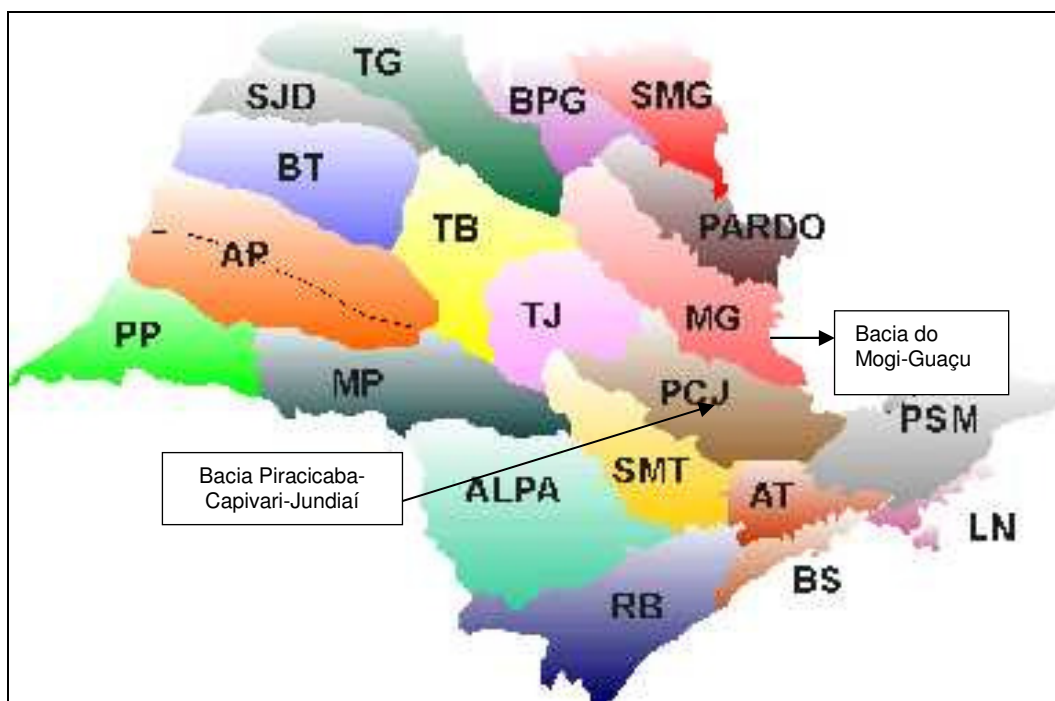 TG
SJD
BPG
SMG
BT
TB
PARDO
AP
TJ
MG
Bacia do
Mogi-Guaçu
PP
MP
PCJ
PSM
Bacia Piracicaba-
Capivari-Jundiaí
ALPA
SMT
AT
LN
BS
RB